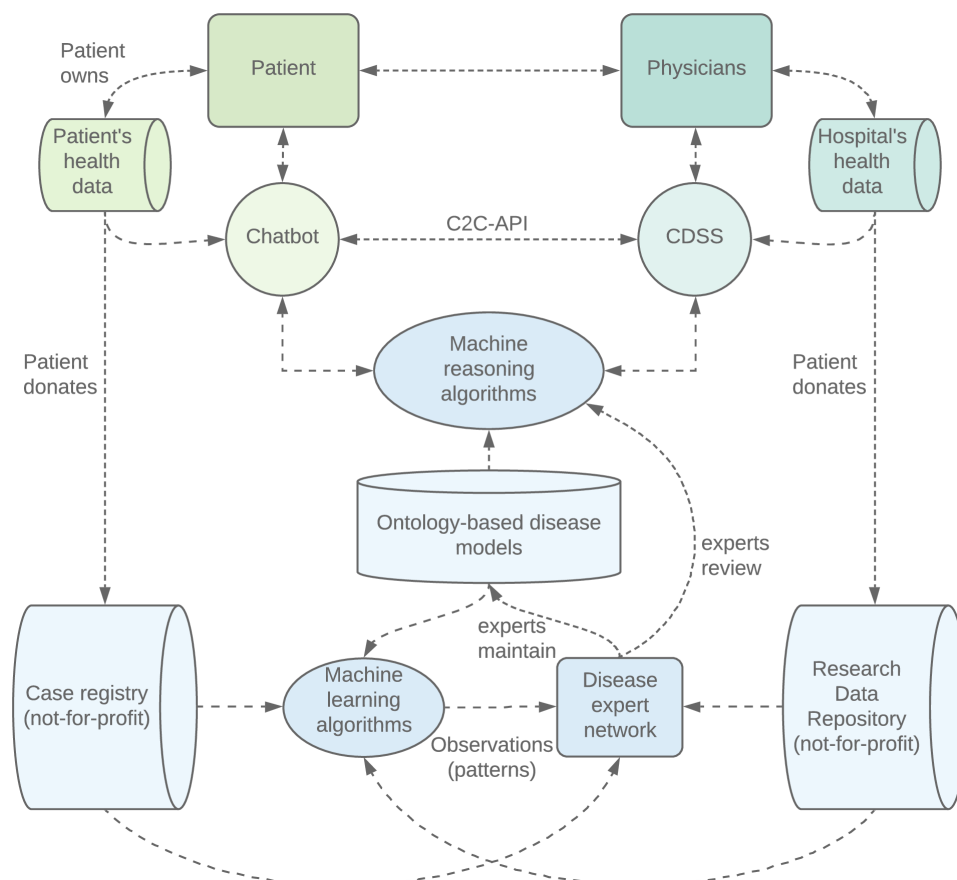 Patient
owns
Patient
Physicians
Patient's
health
data
Hospital's
health
data
Chatbot
C2C-API
CDSS
Machine
reasoning
algorithms
Patient
donates
Patient
donates
Ontology-based disease
models
experts
review
experts
maintain
Case registry
(not-for-profit)
Machine
learning
algorithms
Disease
expert
network
Research
Data
Repository
(not-for-profit)
Observations
(patterns)